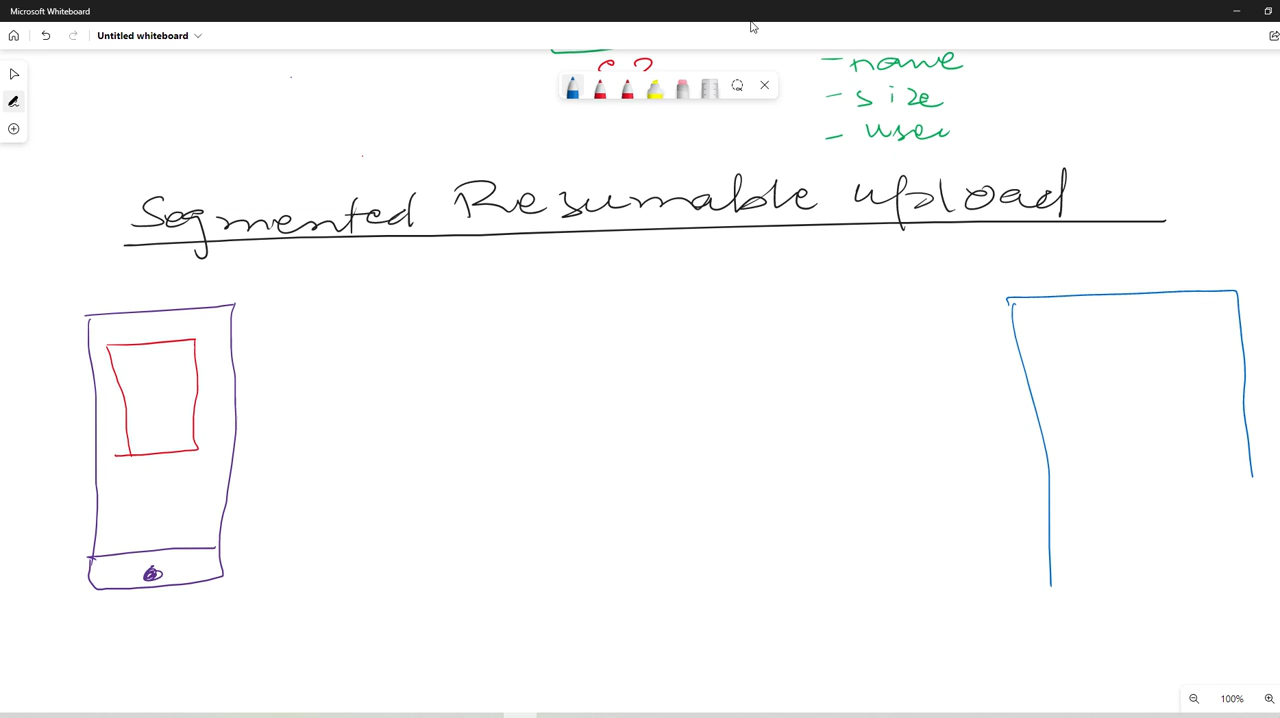 Microsoft Whiteboard
Untitled whiteboard
- name
- size
- user
Segmented Resumable upload
100%